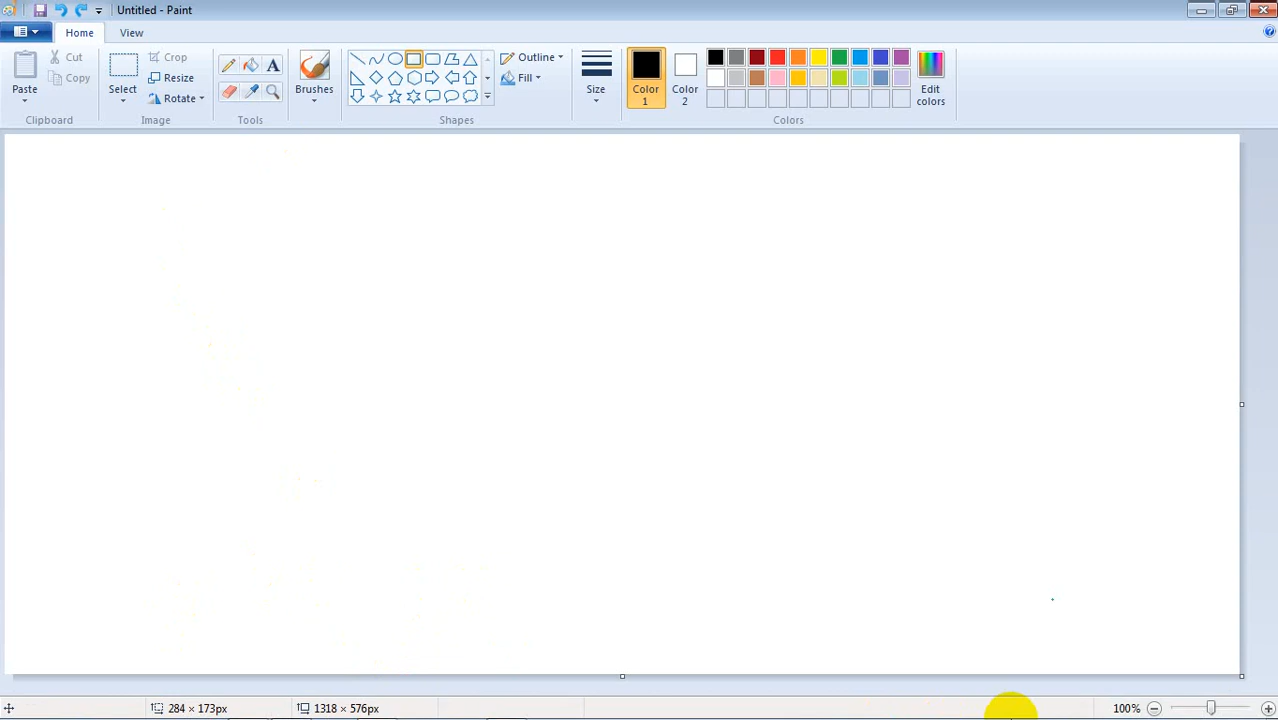 Untitled - Paint
Home View
Paste
Cut
Copy
Clipboard
Select
Crop
Resize
Rotate
Image
A
Tools
Brushes
Outline
Fill
Shapes
Size
Color 1
Color 2
Edit colors
Colors
284 × 173px
1318 × 576px
100%